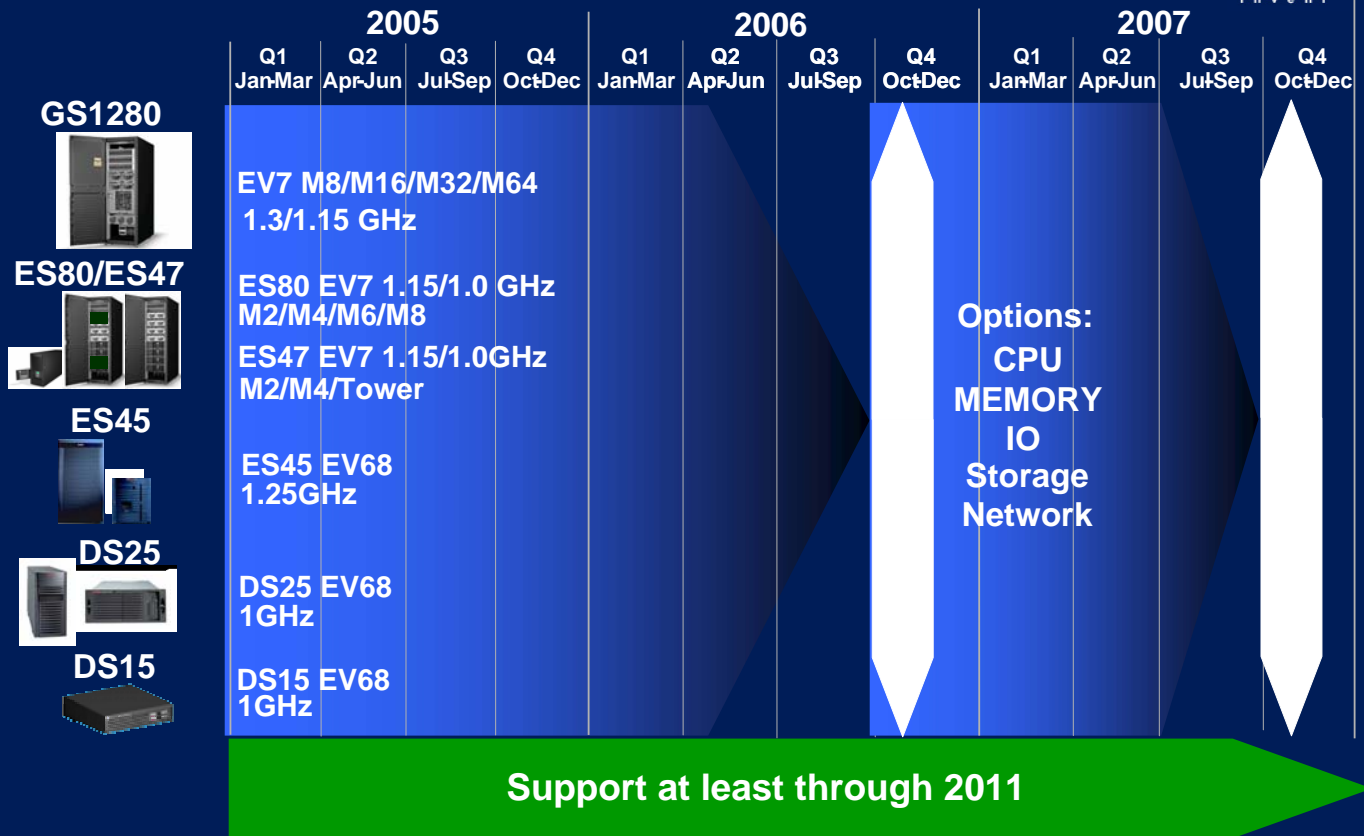 2005
2006
2007
Q1
Jan-Mar
Q2
Apr-Jun
Q3
Jul-Sep
Q4
Oct-Dec
Q1
Jan-Mar
Q2
Apr-Jun
Q3
Jul-Sep
Q4
Oct-Dec
Q1
Jan-Mar
Q2
Apr-Jun
Q3
Jul-Sep
Q4
Oct-Dec
GS1280
EV7 M8/M16/M32/M64
1.3/1.15 GHz
ES80/ES47
ES80 EV7 1.15/1.0 GHz
M2/M4/M6/M8
ES47 EV7 1.15/1.0GHz
M2/M4/Tower
ES45
ES45 EV68
1.25GHz
DS25
DS25 EV68
1GHz
DS15
DS15 EV68
1GHz
Options:
CPU
MEMORY
IO
Storage
Network
Support at least through 2011